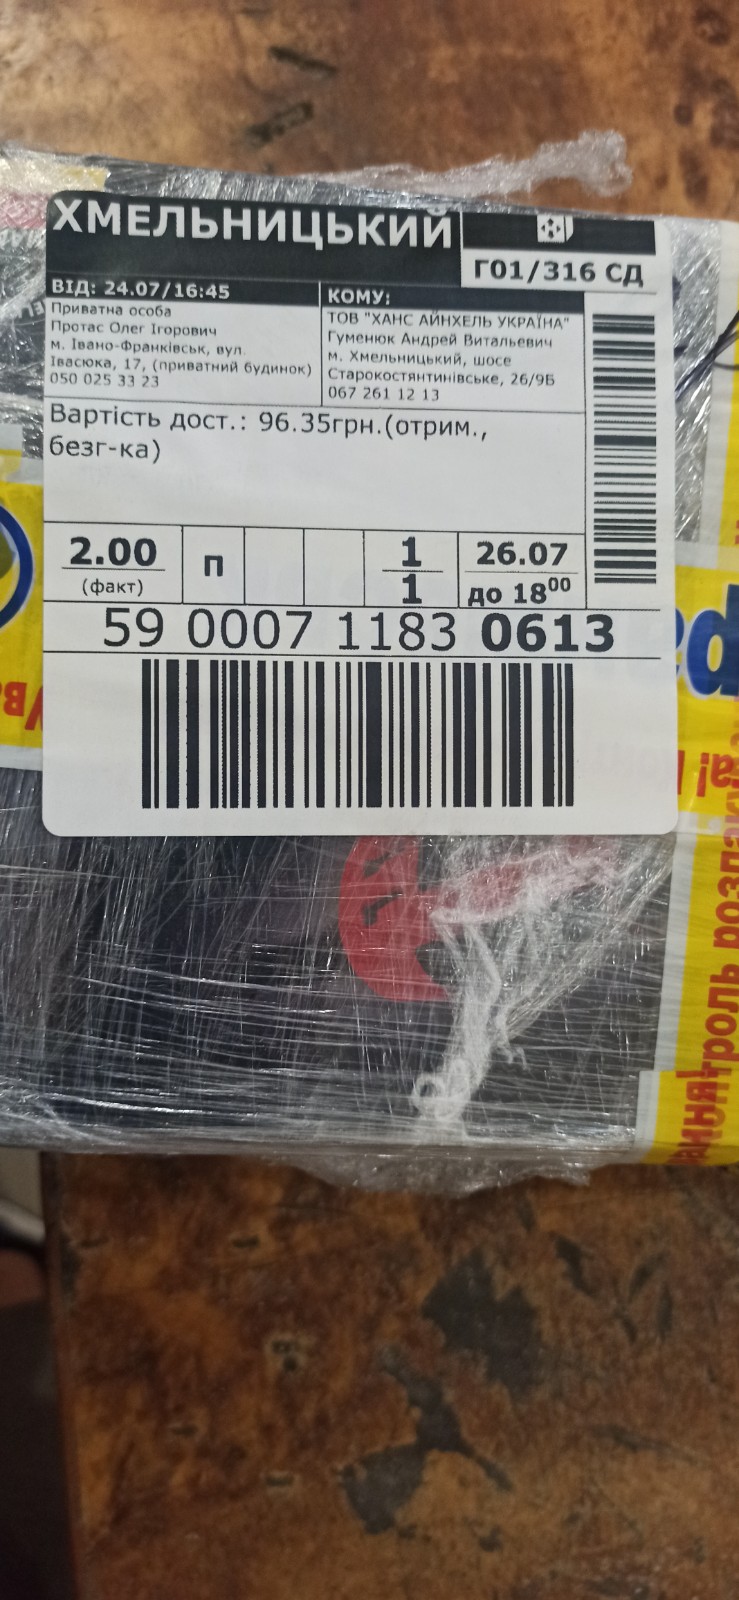 ХМЕЛЬНИЦЬКИЙ
Г01/316 СД
ВІД: 24.07/16:45
Приватна особа
Протас Олег Ігорович
м. Івано-Франківськ, вул.
Івасюка, 17, (приватний будинок)
050 025 33 23
КОМУ:
ТОВ "ХАНС АЙНХЕЛЬ УКРАЇНА"
Гуменюк Андрей Витальевич
м. Хмельницький, шосе
Старокостянтинівське, 26/9Б
067 261 12 13
Вартість дост.: 96.35грн.(отрим.,
безг-ка)
2.00
(факт)
П
1
1
26.07
до 18⁰⁰
59 0007 1183 0613